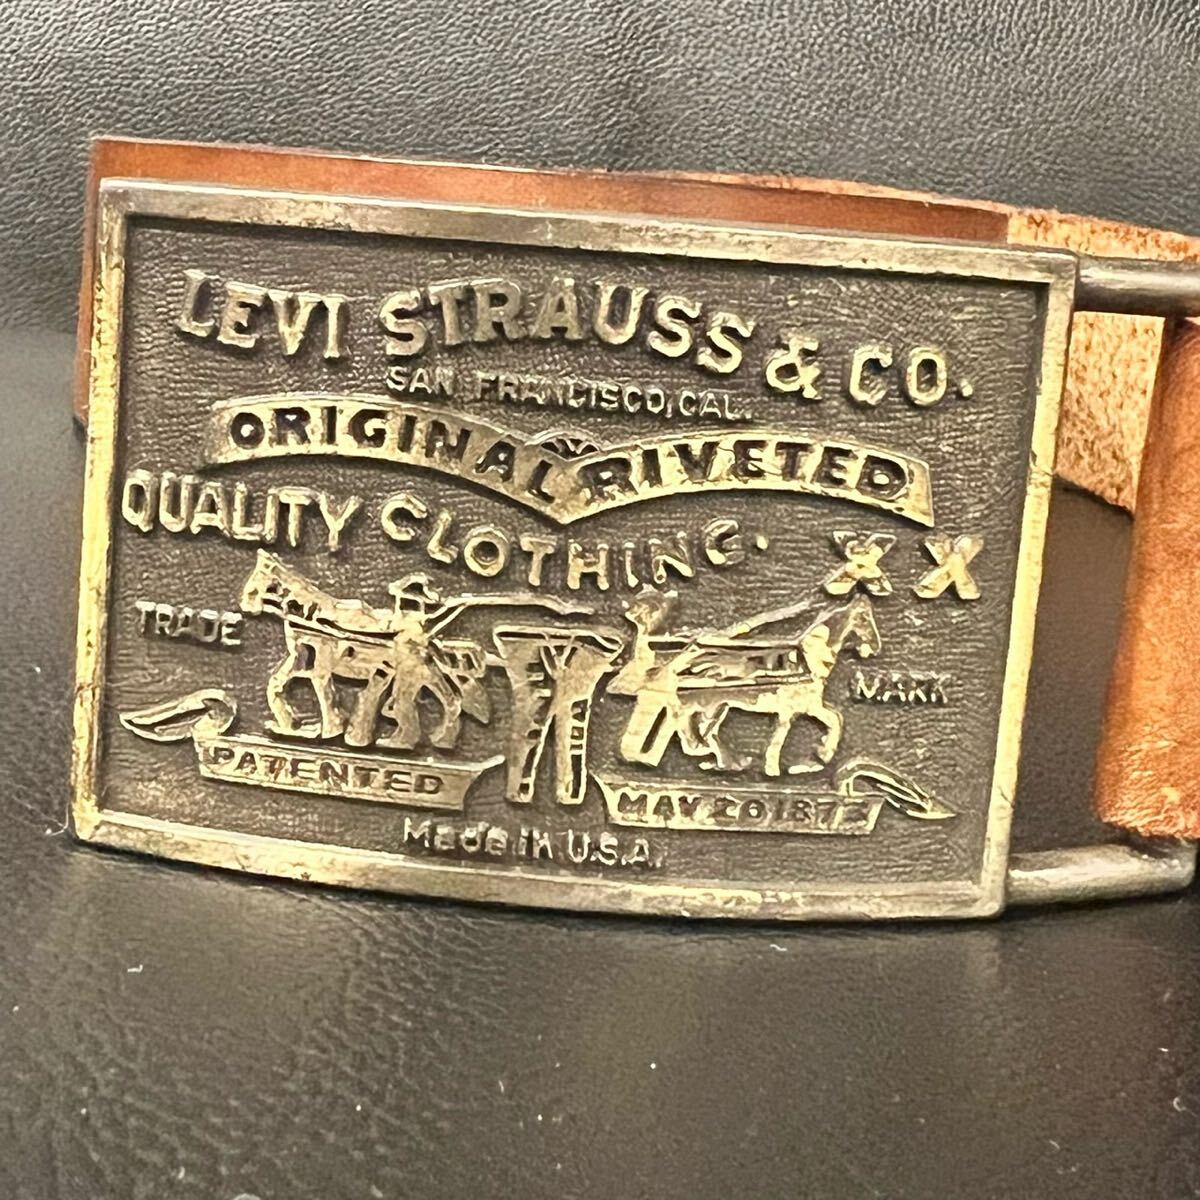 LEVI STRAUSS & CO.
SAN FRANCISCO, CAL.
ORIGINAL RIVETED
QUALITY CLOTHING.
XX
TRADE MARK
PATENTED MAY 20 1873
Made in U.S.A.